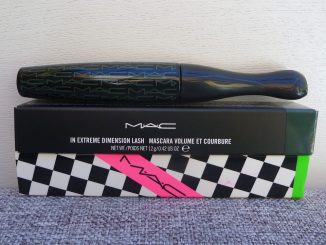 MAC
IN EXTREME DIMENSION LASH MASCARA VOLUME ET COURBURE
NET WT./POIDS NET 12 g/0.42 US OZ ℮
MAC